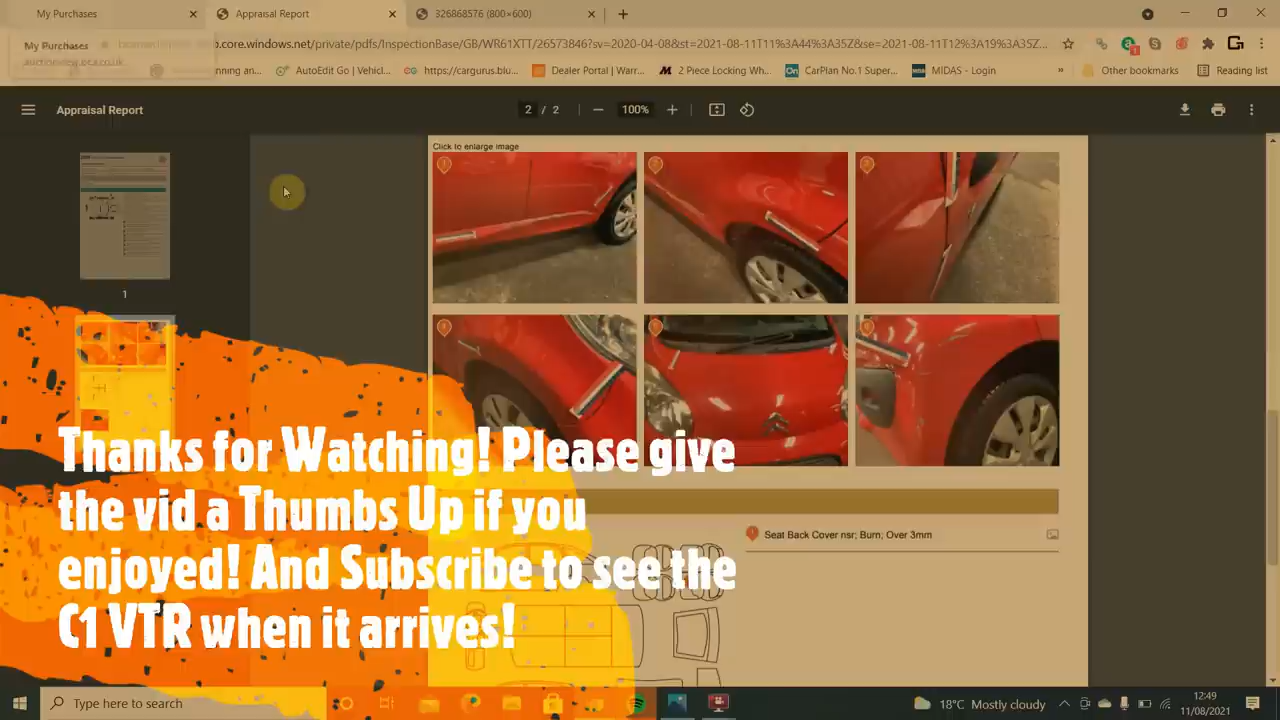 My Purchases
Appraisal Report
326868576 (800×600)
My Purchases
.core.windows.net/private/pdfs/InspectionBase/GB/WR61XTT/26573846?sv=2020-04-08&st=2021-08-11T11%3A44%3A35Z&se=2021-08-11T12%3A19%3A35Z...
AutoEdit Go | Vehicl...
https://cargurus.blu...
Dealer Portal | Warr...
2 Piece Locking Wh...
CarPlan No.1 Super...
MIDAS - Login
»
Other bookmarks
Reading list
Appraisal Report
2 / 2
100%
Click to enlarge image
1
Seat Back Cover nsr; Burn; Over 3mm
Thanks for Watching! Please give
the vid a Thumbs Up if you
enjoyed! And Subscribe to see the
C1 VTR when it arrives!
Type here to search
18°C Mostly cloudy
12:49
11/08/2021